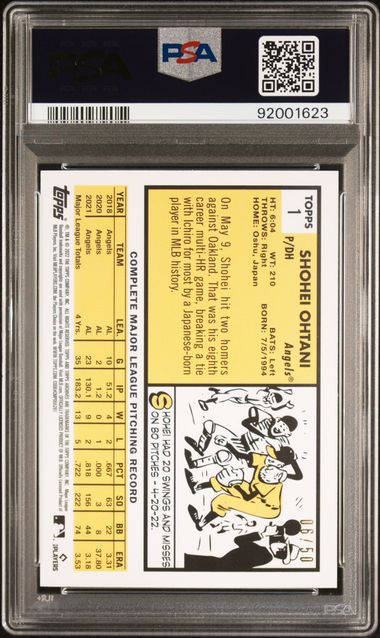 PSA
PSA
92001623
TOPPS
1
SHOHEI OHTANI
P/DH
Angels®
HT: 6:04 WT: 210 BATS: Left
THROWS: Right BORN: 7/5/1994
HOME: Oshu, Japan
On May 9, Shohei hit two homers
against Oakland. That was his eighth
career multi-HR game, breaking a tie
with Ichiro for most by a Japanese-born
player in MLB history.
06/50
SHOHEI HAD 20 SWINGS AND MISSES
ON 80 PITCHES – 4-20-22.
COMPLETE MAJOR LEAGUE PITCHING RECORD
YEAR TEAM LEA. G IP W L PCT SO BB ERA
2018 Angels AL 10 51.2 4 2 .667 63 22 3.31
2020 Angels AL 2 1.2 0 1 .000 3 8 37.80
2021 Angels AL 23 130.1 9 2 .818 156 44 3.18
Major League Totals 4 Yrs. 35 183.2 13 5 .722 222 74 3.53
topps